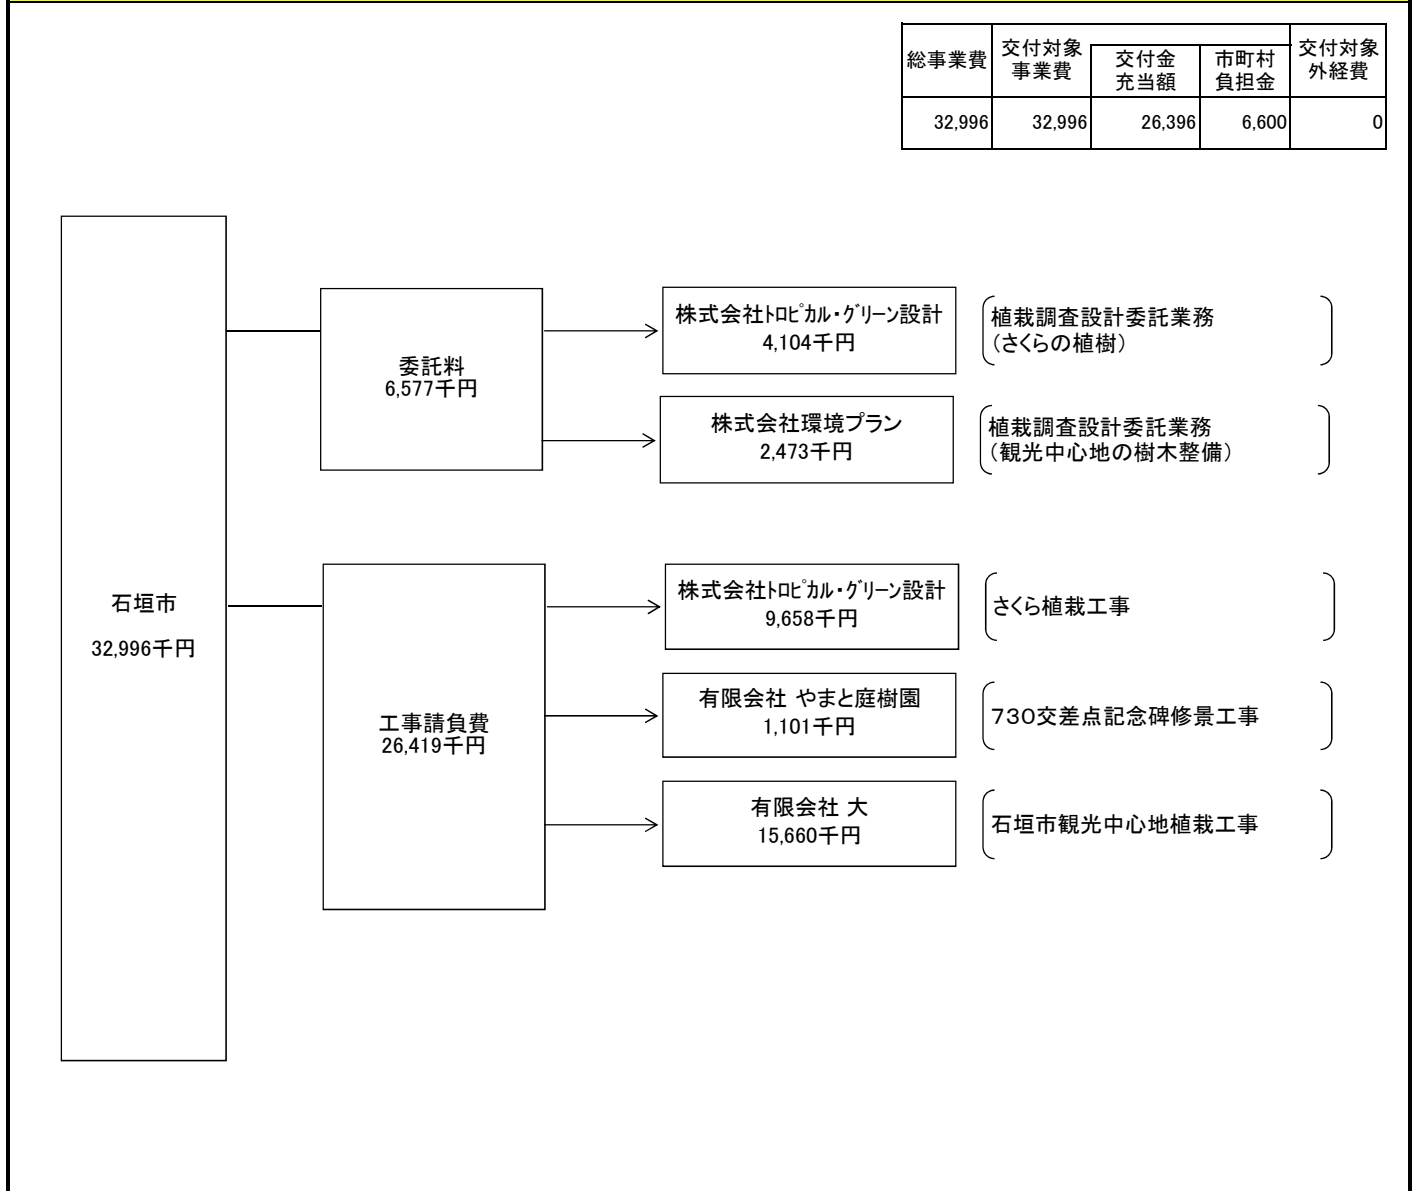 総事業費
交付対象
事業費
交付金
充当額
市町村
負担金
交付対象
外経費
32,996
32,996
26,396
6,600
0
石垣市
32,996千円
委託料
6,577千円
株式会社ﾄﾛﾋﾟｶﾙ・ｸﾞﾘｰﾝ設計
4,104千円
植栽調査設計委託業務
（さくらの植樹）
株式会社環境プラン
2,473千円
植栽調査設計委託業務
（観光中心地の樹木整備）
工事請負費
26,419千円
株式会社ﾄﾛﾋﾟｶﾙ・ｸﾞﾘｰﾝ設計
9,658千円
さくら植栽工事
有限会社 やまと庭樹園
1,101千円
７３０交差点記念碑修景工事
有限会社 大
15,660千円
石垣市観光中心地植栽工事